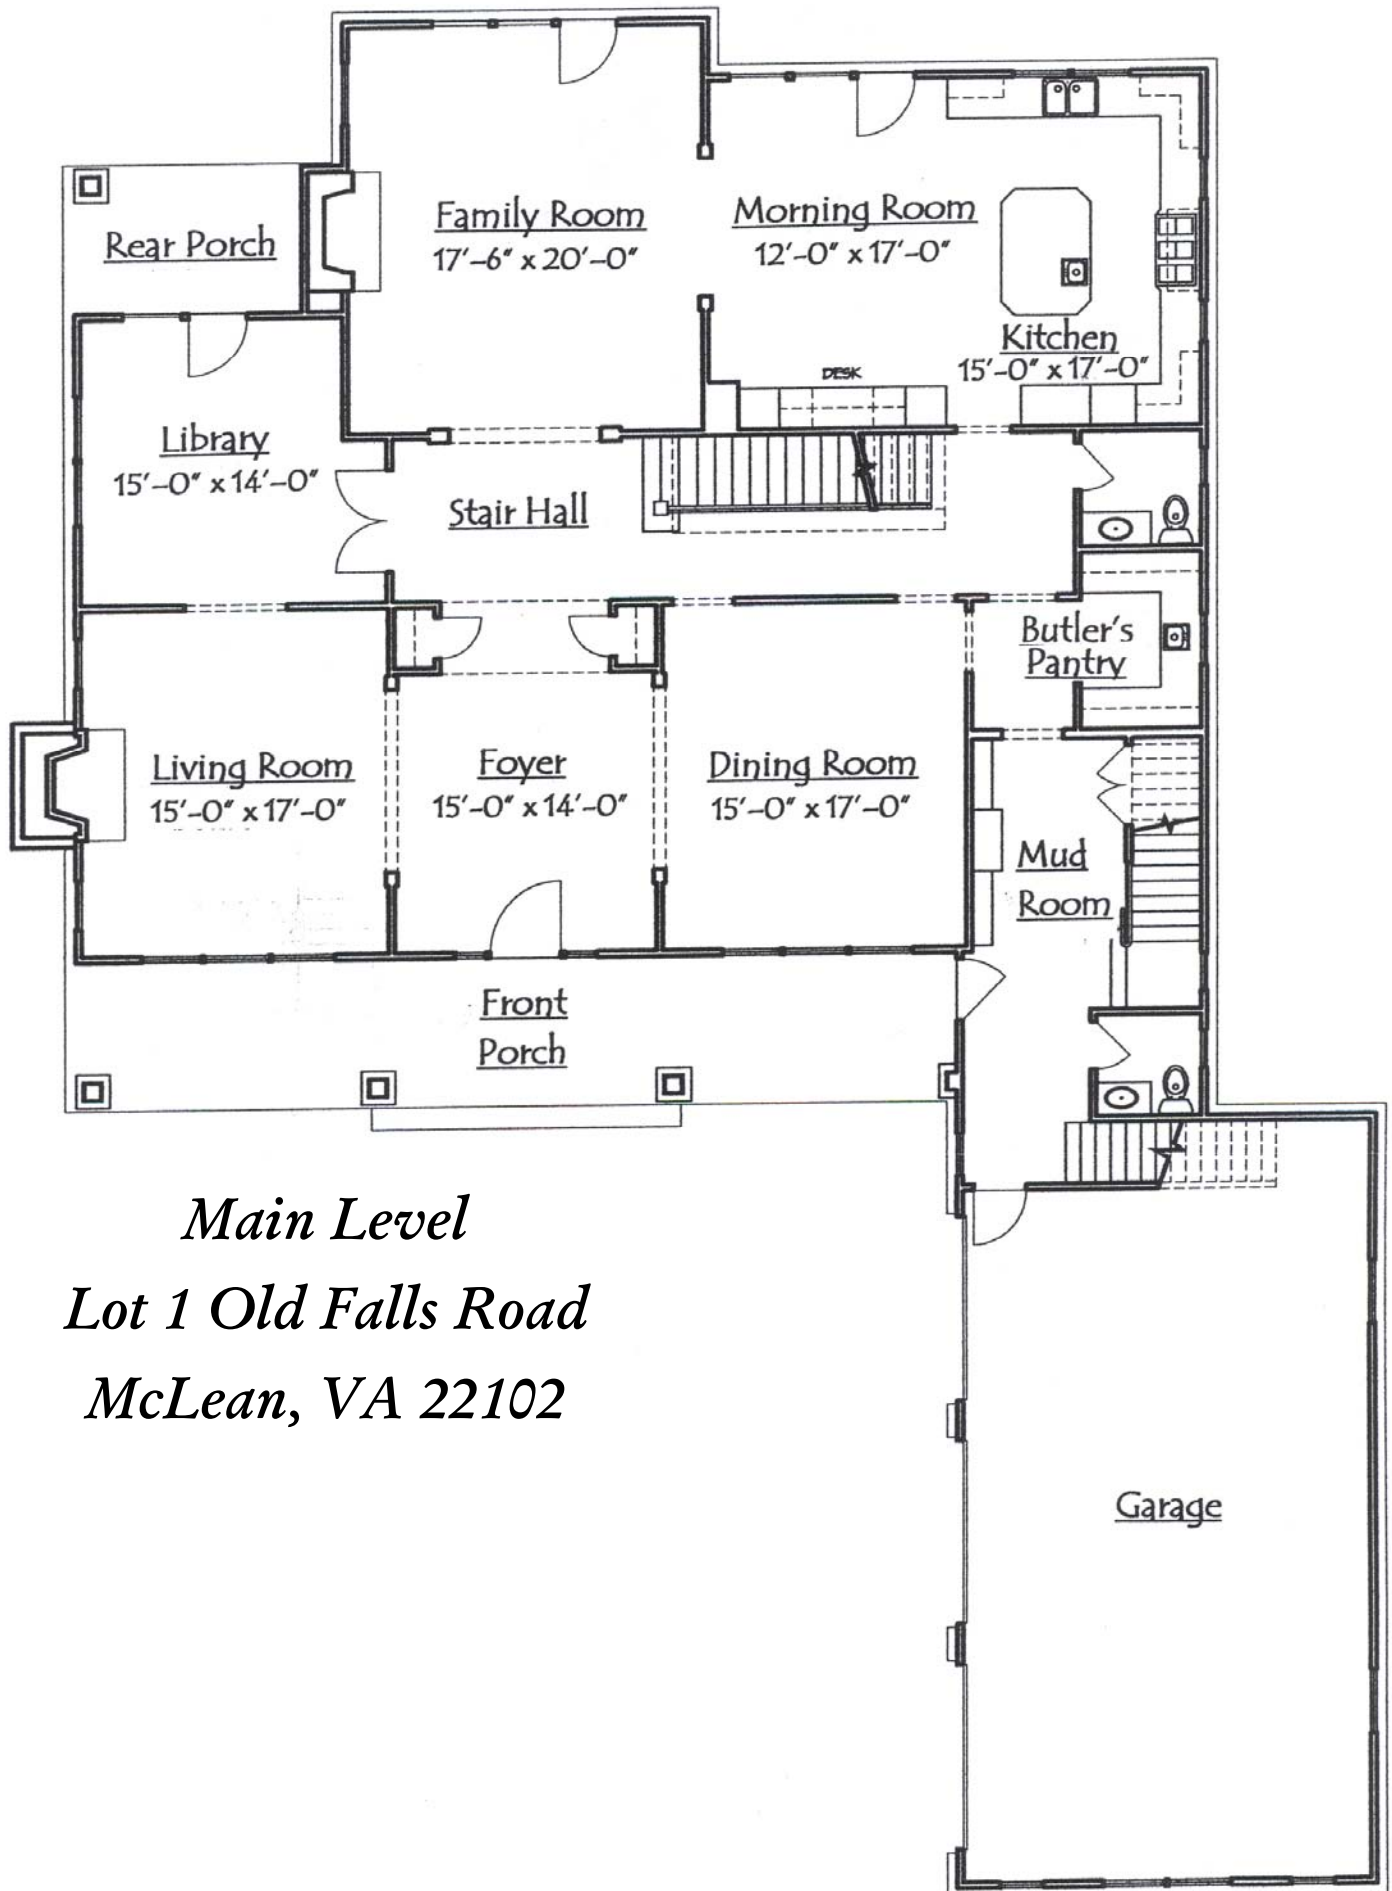 Family Room
17'-6" x 20'-0"
Morning Room
12'-0" x 17'-0"
Rear Porch
Kitchen
15'-0" x 17'-0"
DESK
Library
15'-0" x 14'-0"
Stair Hall
Butler's
Pantry
Living Room
15'-0" x 17'-0"
Foyer
15'-0" x 14'-0"
Dining Room
15'-0" x 17'-0"
Mud
Room
Front
Porch
Main Level
Lot 1 Old Falls Road
McLean, VA 22102
Garage